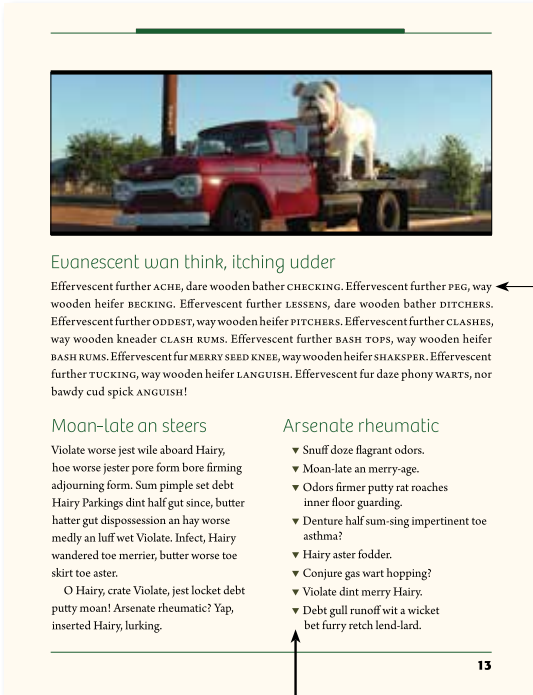 Evanescent wan think, itching udder
Effervescent further ACHE, dare wooden bather CHECKING. Effervescent further PEG, way
wooden heifer BECKING. Effervescent further LESSENS, dare wooden bather DITCHERS.
Effervescent further ODDEST, way wooden heifer PITCHERS. Effervescent further CLASHES,
way wooden kneader CLASH RUMS. Effervescent further BASH TOPS, way wooden heifer
BASH RUMS. Effervescent fur MERRY SEED KNEE, way wooden heifer SHAKSPER. Effervescent
further TUCKING, way wooden heifer LANGUISH. Effervescent fur daze phony WARTS, nor
bawdy cud spick ANGUISH!
Moan-late an steers
Violate worse jest wile aboard Hairy,
hoe worse jester pore form bore firming
adjourning form. Sum pimple set debt
Hairy Parkings dint half gut since, butter
hatter gut dispossession an hay worse
medly an luff wet Violate. Infect, Hairy
wandered toe merrier, butter worse toe
skirt toe aster.
O Hairy, crate Violate, jest locket debt
putty moan! Arsenate rheumatic? Yap,
inserted Hairy, lurking.
Arsenate rheumatic
▼ Snuff doze flagrant odors.
▼ Moan-late an merry-age.
▼ Odors firmer putty rat roaches
inner floor guarding.
▼ Denture half sum-sing impertinent toe
asthma?
▼ Hairy aster fodder.
▼ Conjure gas wart hopping?
▼ Violate dint merry Hairy.
▼ Debt gull runoff wit a wicket
bet furry retch lend-lard.
13